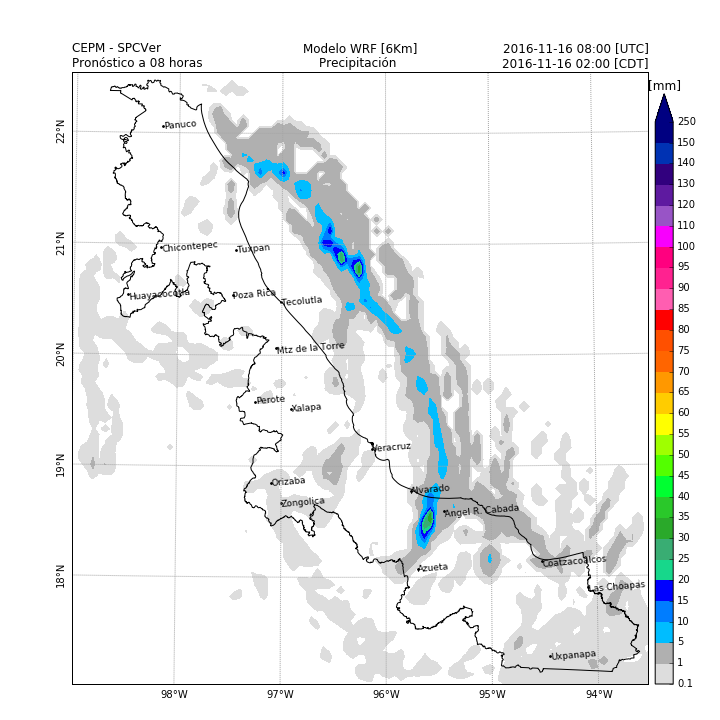 CEPM - SPCVer
Modelo WRF [6Km]
2016-11-16 08:00 [UTC]
Pronóstico a 08 horas
Precipitación
2016-11-16 02:00 [CDT]
[mm]
250
150
140
130
120
110
100
95
90
85
80
75
70
65
60
55
50
45
40
35
30
25
20
15
10
5
1
0.1
22°N
21°N
20°N
19°N
18°N
98°W
97°W
96°W
95°W
94°W
Panuco
Chicontepec
Tuxpan
Huayacocotla
Poza Rica
Tecolutla
Mtz de la Torre
Perote
Xalapa
Veracruz
Orizaba
Zongolica
Alvarado
Angel R. Cabada
Azueta
Coatzacoalcos
Las Choapas
Uxpanapa